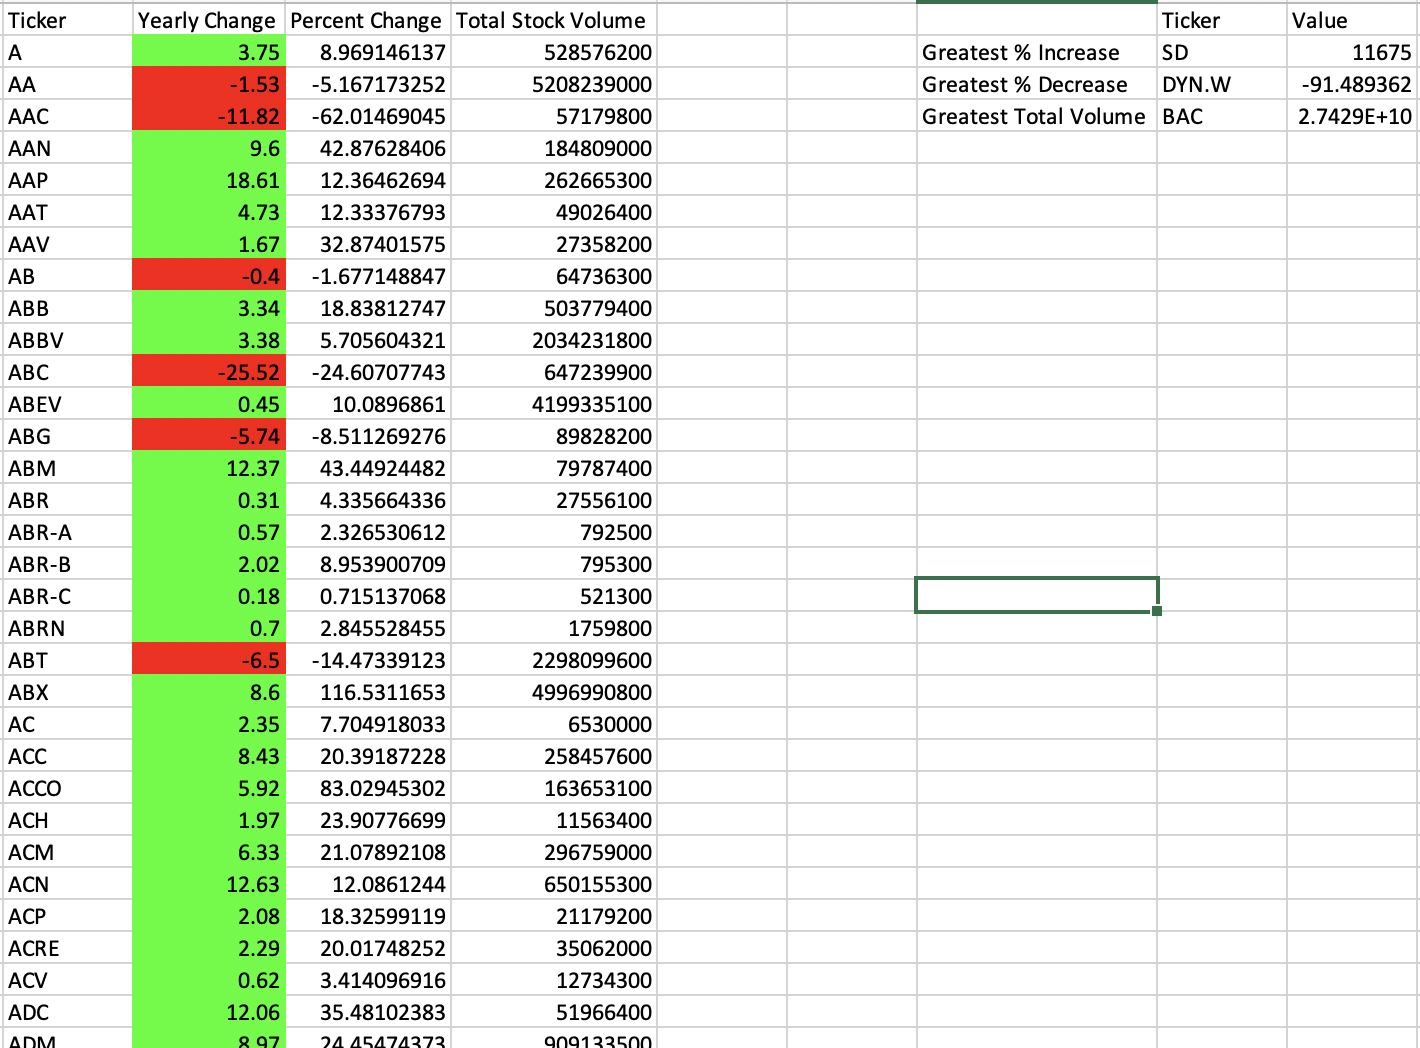 Ticker Yearly Change Percent Change Total Stock Volume Ticker Value
A 3.75 8.969146137 528576200 Greatest % Increase SD 11675
AA -1.53 -5.167173252 5208239000 Greatest % Decrease DYN.W -91.489362
AAC -11.82 -62.01469045 57179800 Greatest Total Volume BAC 2.7429E+10
AAN 9.6 42.87628406 184809000
AAP 18.61 12.36462694 262665300
AAT 4.73 12.33376793 49026400
AAV 1.67 32.87401575 27358200
AB -0.4 -1.677148847 64736300
ABB 3.34 18.83812747 503779400
ABBV 3.38 5.705604321 2034231800
ABC -25.52 -24.60707743 647239900
ABEV 0.45 10.0896861 4199335100
ABG -5.74 -8.511269276 89828200
ABM 12.37 43.44924482 79787400
ABR 0.31 4.335664336 27556100
ABR-A 0.57 2.326530612 792500
ABR-B 2.02 8.953900709 795300
ABR-C 0.18 0.715137068 521300
ABRN 0.7 2.845528455 1759800
ABT -6.5 -14.47339123 2298099600
ABX 8.6 116.5311653 4996990800
AC 2.35 7.704918033 6530000
ACC 8.43 20.39187228 258457600
ACCO 5.92 83.02945302 163653100
ACH 1.97 23.90776699 11563400
ACM 6.33 21.07892108 296759000
ACN 12.63 12.0861244 650155300
ACP 2.08 18.32599119 21179200
ACRE 2.29 20.01748252 35062000
ACV 0.62 3.414096916 12734300
ADC 12.06 35.48102383 51966400
ADM 8.97 24.45474373 909133500